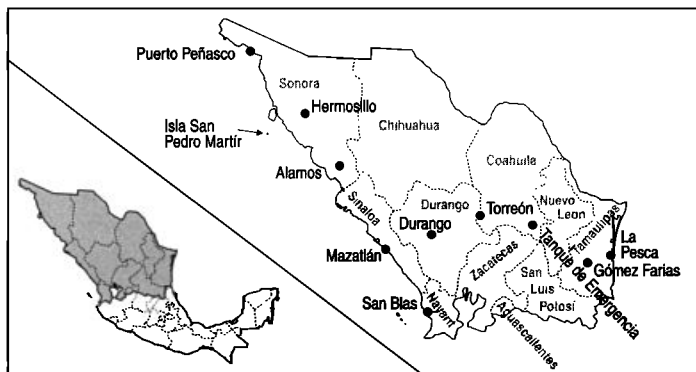 Puerto Peñasco
Sonora
Hermosillo
Chihuahua
Isla San
Pedro Martír
Coahuila
Alamos
Sinaloa
Durango
Durango
Torreón
Nuevo
Leon
Tamaulipas
La
Pesca
Gómez Farias
Tanque de Emergencia
Mazatlán
Zacatecas
San
Luis
Potosí
San Blas
Nayarit
Aguascalientes